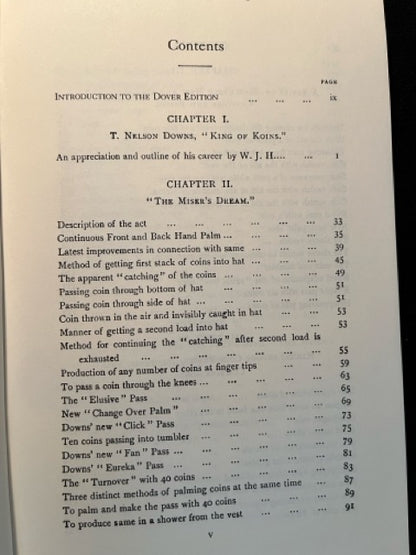 Contents
PAGE
INTRODUCTION TO THE DOVER EDITION ... ... ... ix
CHAPTER I.
T. NELSON DOWNS, "KING OF KOINS."
An appreciation and outline of his career by W. J. H.... ... 1
CHAPTER II.
"THE MISER'S DREAM."
Description of the act ... ... ... ... ... 33
Continuous Front and Back Hand Palm ... ... ... ... 35
Latest improvements in connection with same ... ... ... 39
Method of getting first stack of coins into hat ... ... ... 45
The apparent "catching" of the coins ... ... ... ... 49
Passing coin through bottom of hat ... ... ... ... 51
Passing coin through side of hat ... ... ... ... ... 51
Coin thrown in the air and invisibly caught in hat ... ... 53
Manner of getting a second load into hat ... ... ... 53
Method for continuing the "catching" after second load is
exhausted ... ... ... ... ... ... ... 55
Production of any number of coins at finger tips ... ... 59
To pass a coin through the knees ... ... ... ... ... 63
The "Elusive" Pass ... ... ... ... ... ... 65
New "Change Over Palm" ... ... ... ... ... 69
Downs' new "Click" Pass ... ... ... ... ... 73
Ten coins passing into tumbler ... ... ... ... ... 75
Downs' new "Fan" Pass ... ... ... ... ... ... 79
Downs' "Eureka" Pass ... ... ... ... ... ... 81
The "Turnover" with 40 coins ... ... ... ... ... 83
Three distinct methods of palming coins at the same time ... 87
To palm and make the pass with 40 coins ... ... ... 89
To produce same in a shower from the vest ... ... ... 91
v